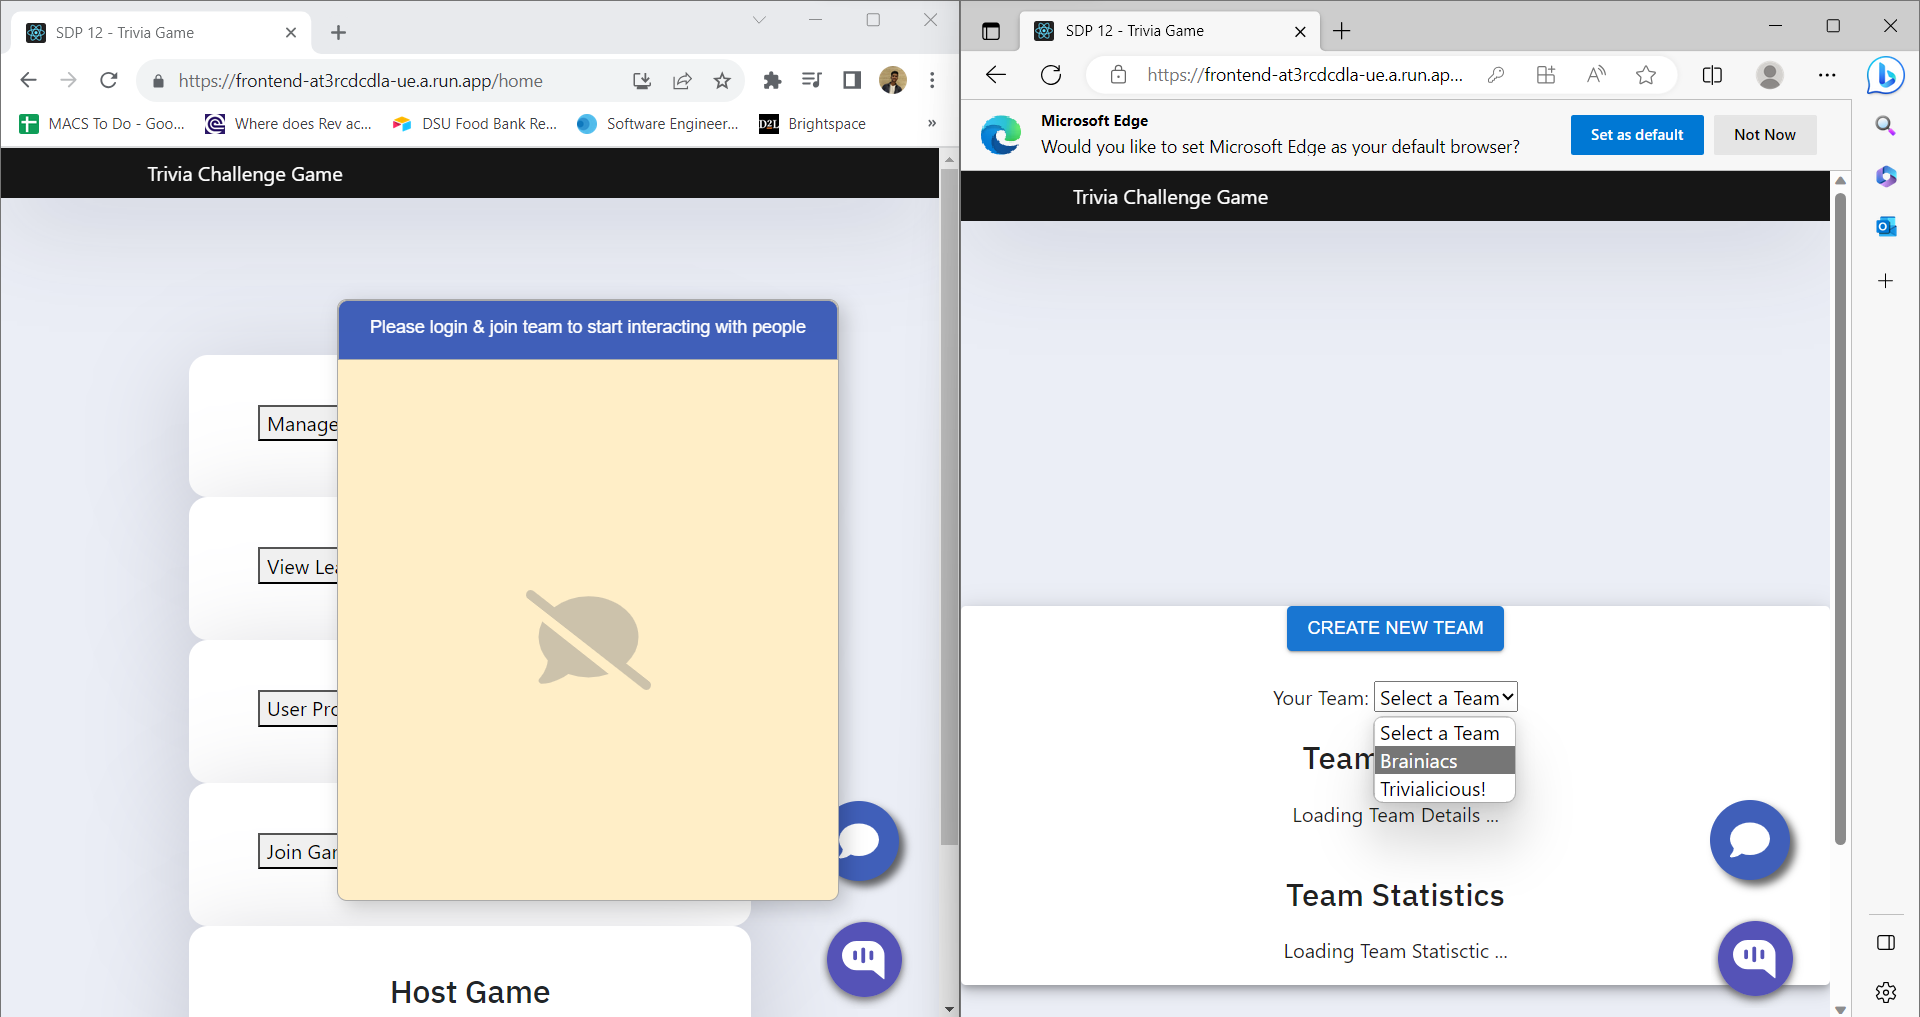 SDP 12 - Trivia Game
https://frontend-at3rcdcdla-ue.a.run.app/home
MACS To Do - Goo...
Where does Rev ac...
DSU Food Bank Re...
Software Engineer...
D2L
Brightspace
»
Trivia Challenge Game
Please login & join team to start interacting with people
Manage
View Lea
User Pro
Join Gar
Host Game
SDP 12 - Trivia Game
https://frontend-at3rcdcdla-ue.a.run.ap...
Microsoft Edge
Would you like to set Microsoft Edge as your default browser?
Set as default
Not Now
Trivia Challenge Game
CREATE NEW TEAM
Your Team: Select a Team
Select a Team
Brainiacs
Trivialicious!
Team
Loading Team Details ...
Team Statistics
Loading Team Statisctic ...